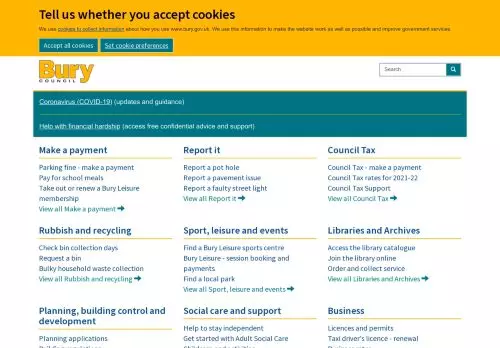 Tell us whether you accept cookies
We use cookies to collect information about how you use www.bury.gov.uk. We use this information to make the website work as well as possible and improve government services.
Accept all cookies
Set cookie preferences
Bury
COUNCIL
Search
Coronavirus (COVID-19) (updates and guidance)
Help with financial hardship (access free confidential advice and support)
Make a payment
Parking fine - make a payment
Pay for school meals
Take out or renew a Bury Leisure
membership
View all Make a payment
Report it
Report a pot hole
Report a pavement issue
Report a faulty street light
View all Report it
Council Tax
Council Tax - make a payment
Council Tax rates for 2021-22
Council Tax Support
View all Council Tax
Rubbish and recycling
Check bin collection days
Request a bin
Bulky household waste collection
View all Rubbish and recycling
Sport, leisure and events
Find a Bury Leisure sports centre
Bury Leisure - session booking and
payments
Find a local park
View all Sport, leisure and events
Libraries and Archives
Access the library catalogue
Join the library online
Order and collect service
View all Libraries and Archives
Planning, building control and
development
Planning applications
Social care and support
Help to stay independent
Get started with Adult Social Care
Business
Licences and permits
Taxi driver's licence - renewal